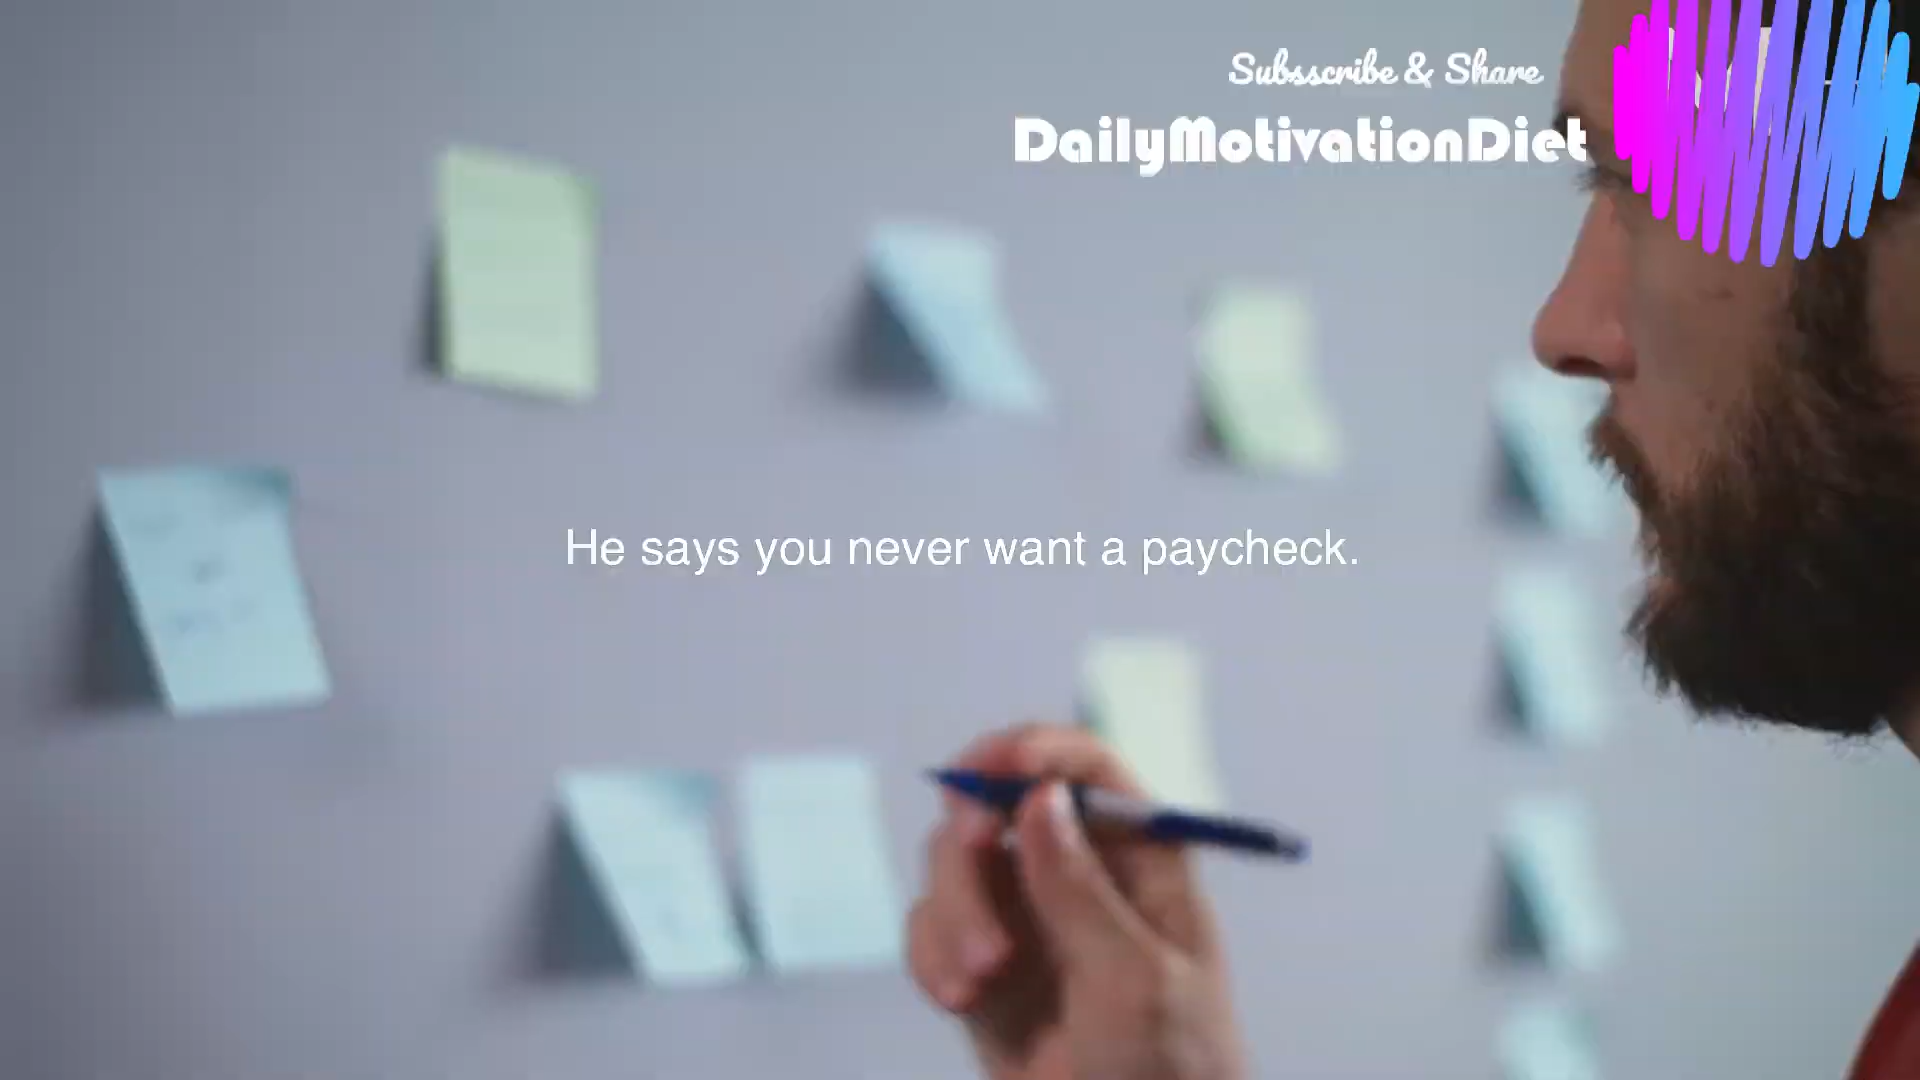 Subsscribe & Share
DailyMotivationDiet
He says you never want a paycheck.